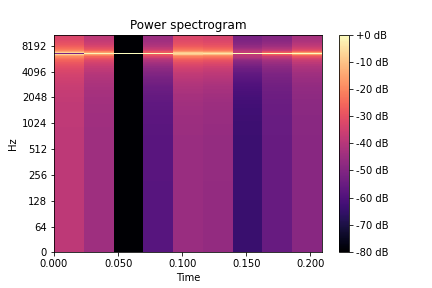 Power spectrogram
8192
4096
2048
1024
512
256
128
64
0
Hz
0.000 0.050 0.100 0.150 0.200
Time
+0 dB
-10 dB
-20 dB
-30 dB
-40 dB
-50 dB
-60 dB
-70 dB
-80 dB